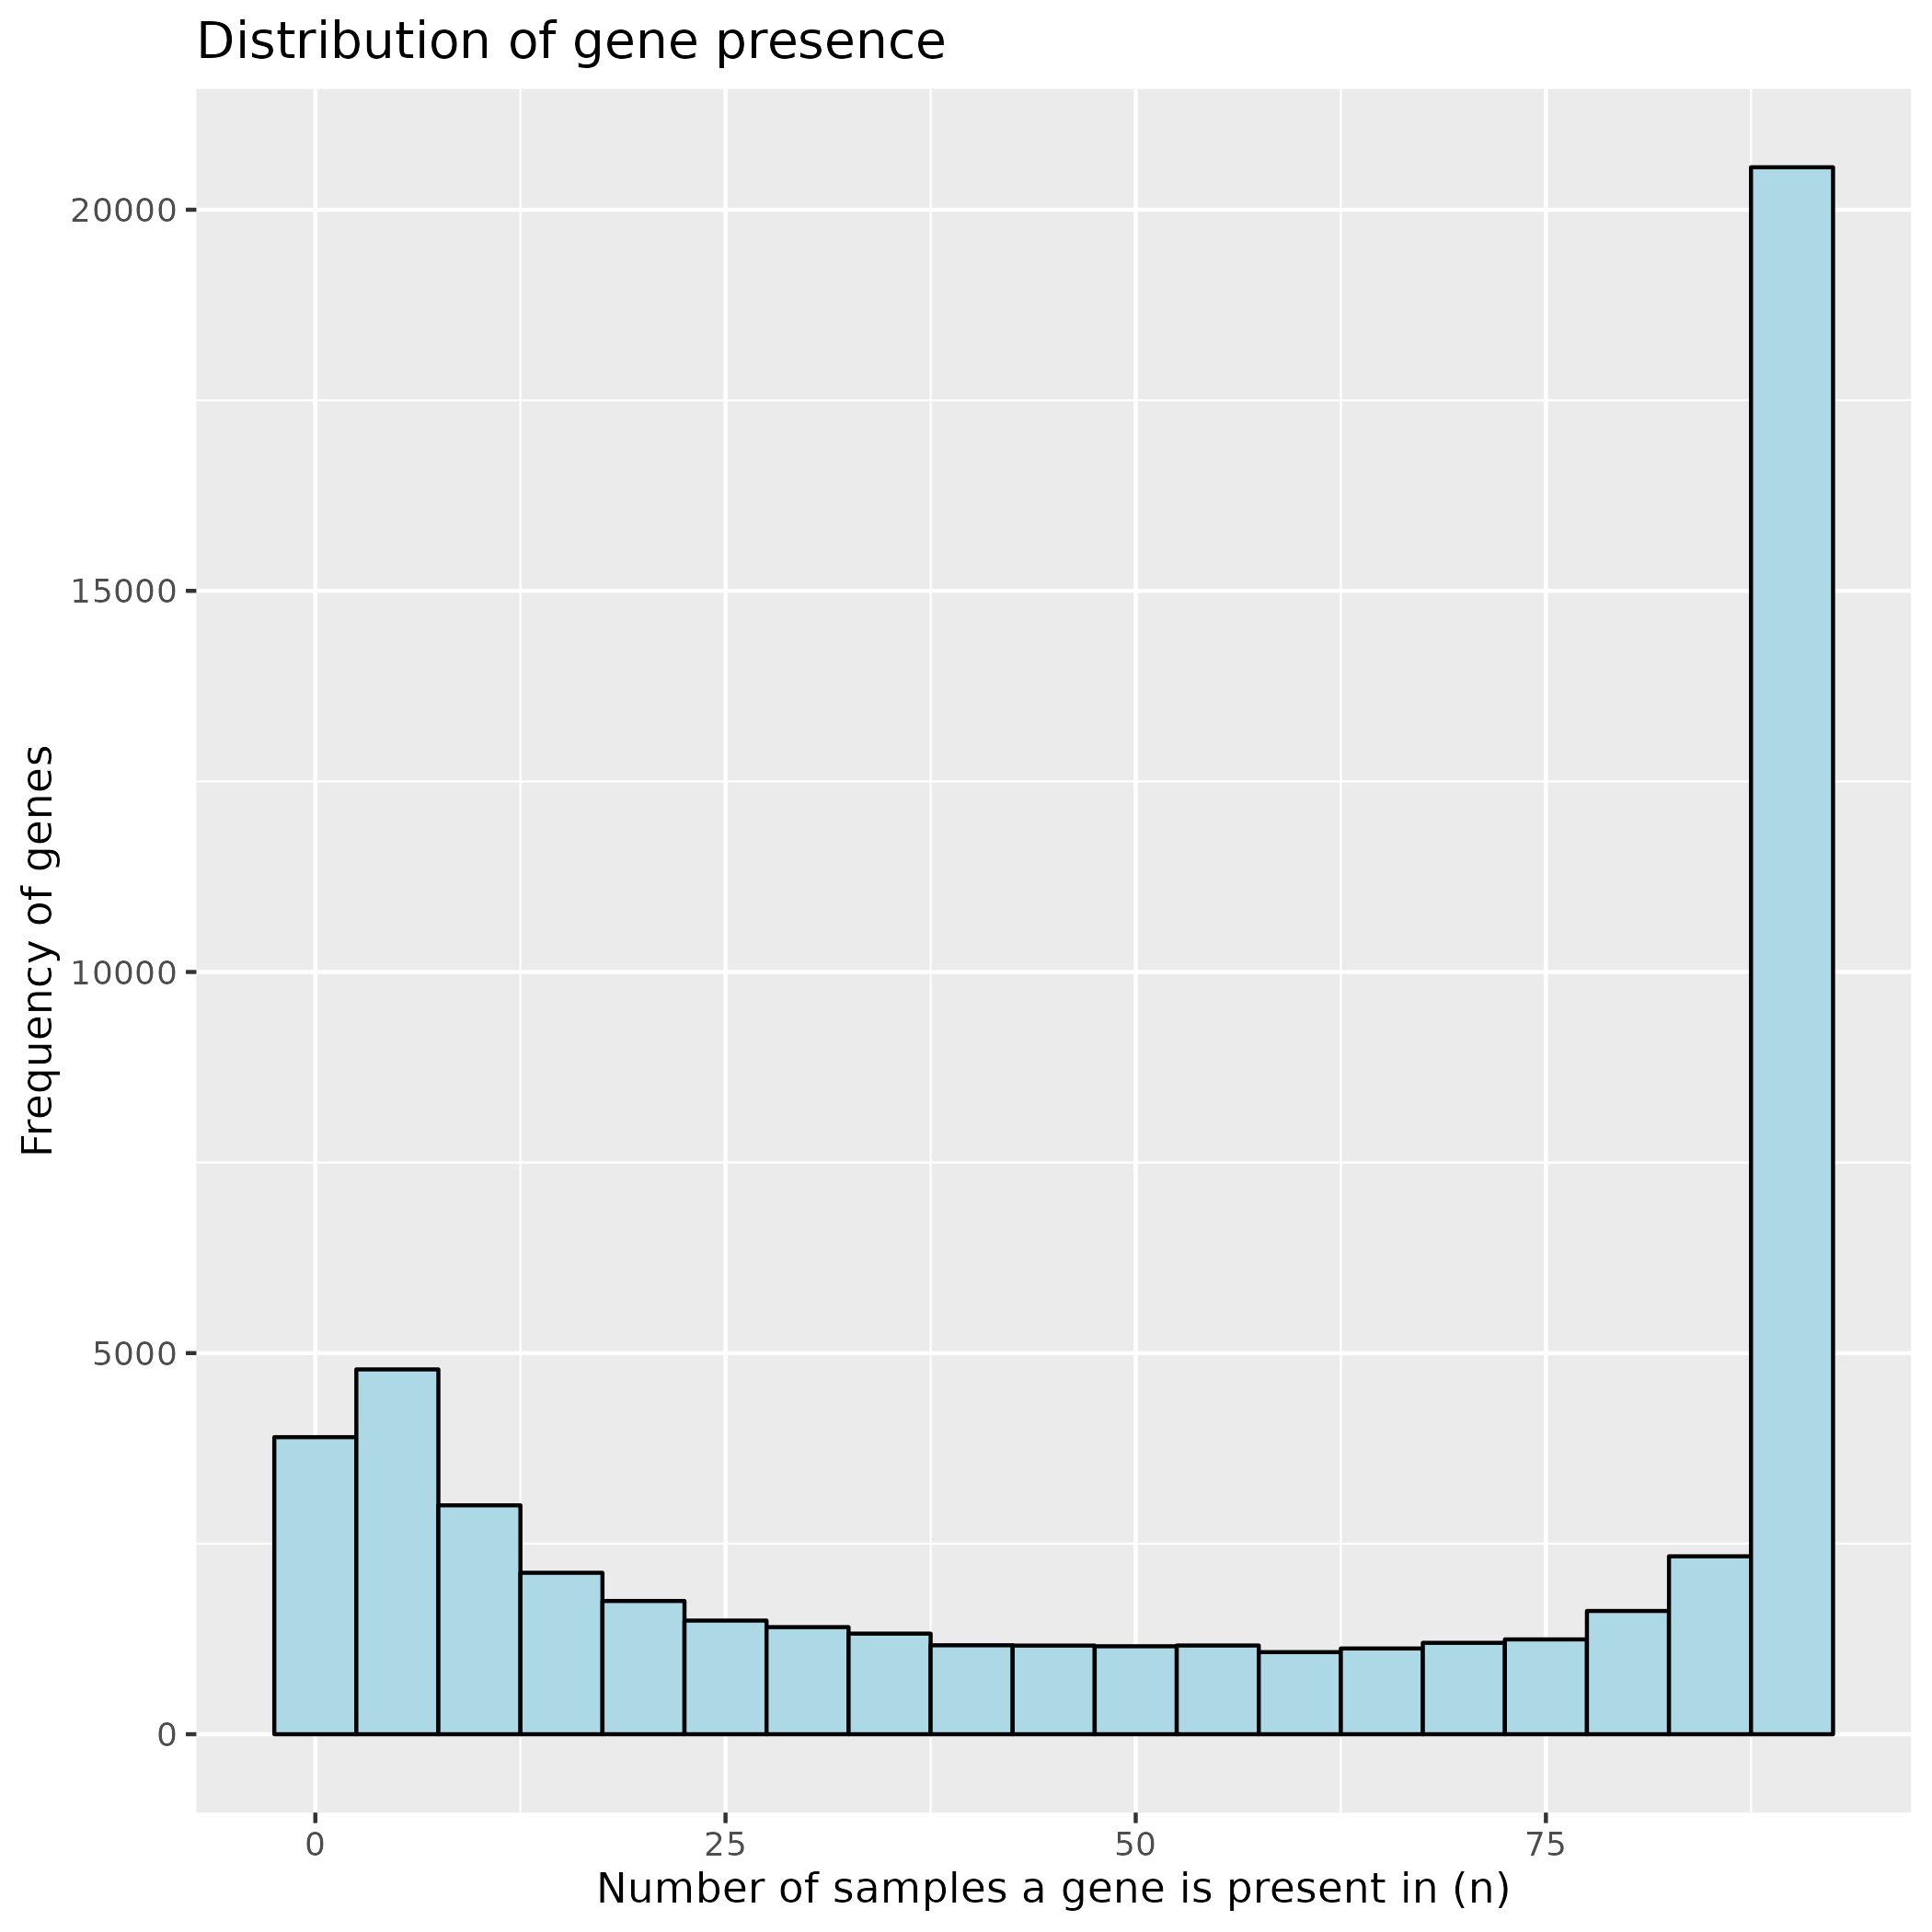 Distribution of gene presence
Frequency of genes
20000
15000
10000
5000
0
0 25 50 75
Number of samples a gene is present in (n)